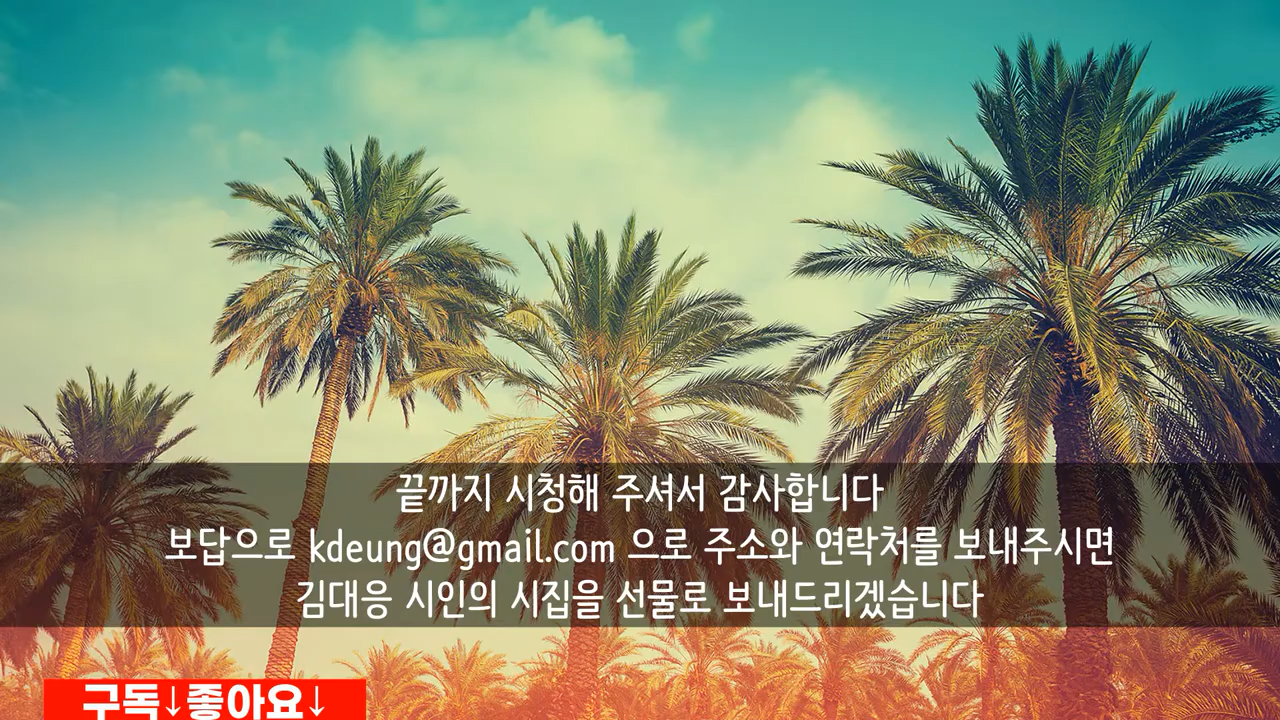 끝까지 시청해 주셔서 감사합니다
보답으로 kdeung@gmail.com 으로 주소와 연락처를 보내주시면
김대응 시인의 시집을 선물로 보내드리겠습니다
구독↓좋아요↓